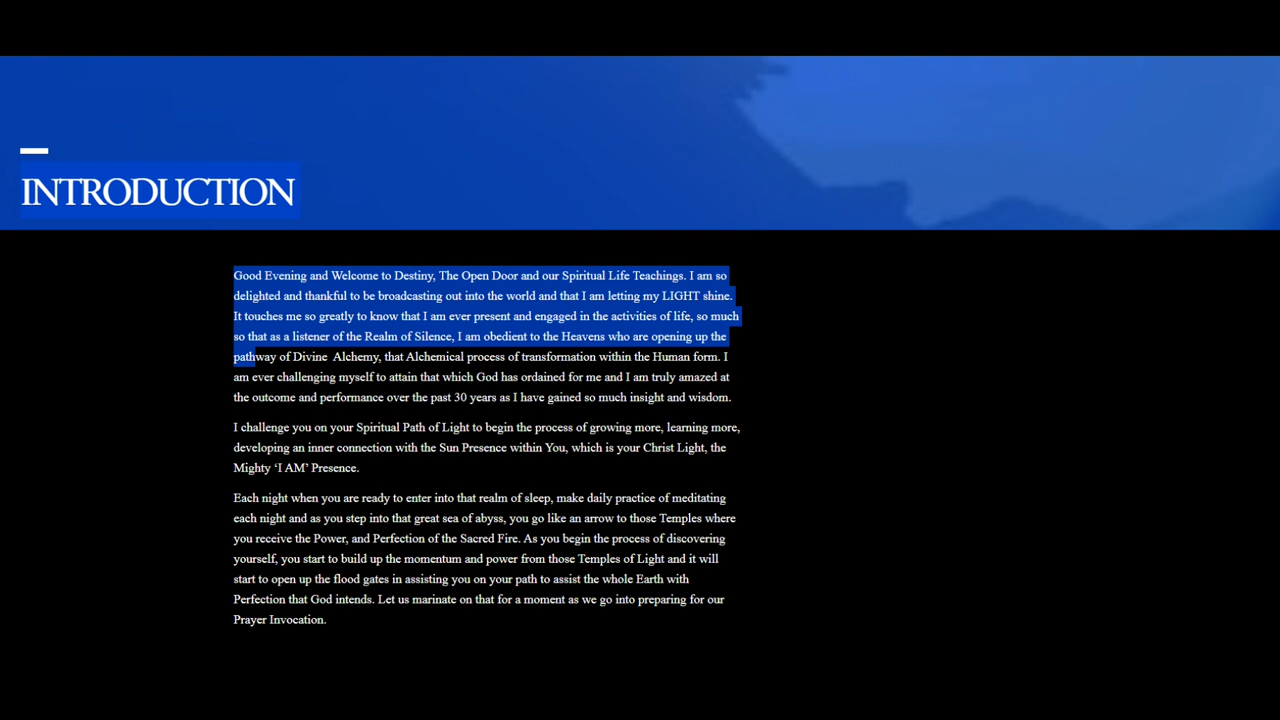 INTRODUCTION
Good Evening and Welcome to Destiny, The Open Door and our Spiritual Life Teachings. I am so
delighted and thankful to be broadcasting out into the world and that I am letting my LIGHT shine.
It touches me so greatly to know that I am ever present and engaged in the activities of life, so much
so that as a listener of the Realm of Silence, I am obedient to the Heavens who are opening up the
pathway of Divine  Alchemy, that Alchemical process of transformation within the Human form. I
am ever challenging myself to attain that which God has ordained for me and I am truly amazed at
the outcome and performance over the past 30 years as I have gained so much insight and wisdom.
I challenge you on your Spiritual Path of Light to begin the process of growing more, learning more,
developing an inner connection with the Sun Presence within You, which is your Christ Light, the
Mighty ‘I AM’ Presence.
Each night when you are ready to enter into that realm of sleep, make daily practice of meditating
each night and as you step into that great sea of abyss, you go like an arrow to those Temples where
you receive the Power, and Perfection of the Sacred Fire. As you begin the process of discovering
yourself, you start to build up the momentum and power from those Temples of Light and it will
start to open up the flood gates in assisting you on your path to assist the whole Earth with
Perfection that God intends. Let us marinate on that for a moment as we go into preparing for our
Prayer Invocation.